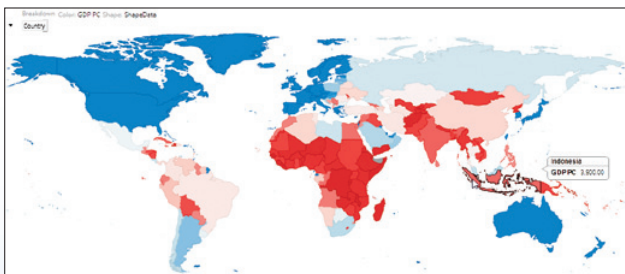 Breakdown: Color: GDP PC Shape: ShapeData
Country
Indonesia
GDP PC 3,900.00